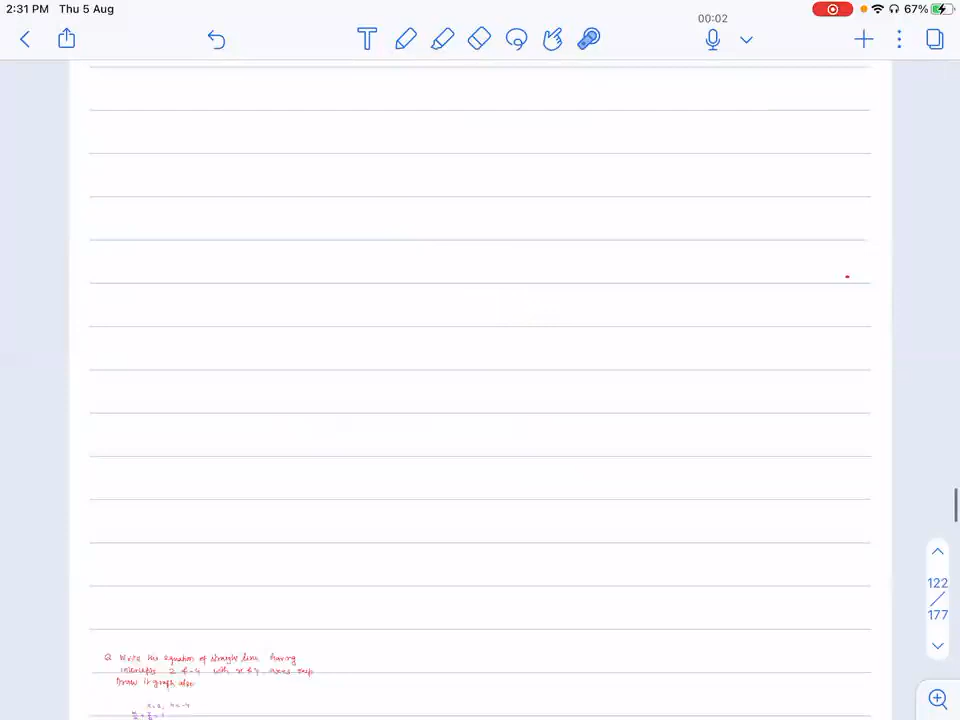 2:31 PM Thu 5 Aug
67%
00:02
122
177
Q Write the equation of straight line having
intercepts 2 & -4 with x & y axes resp
Draw it graph also